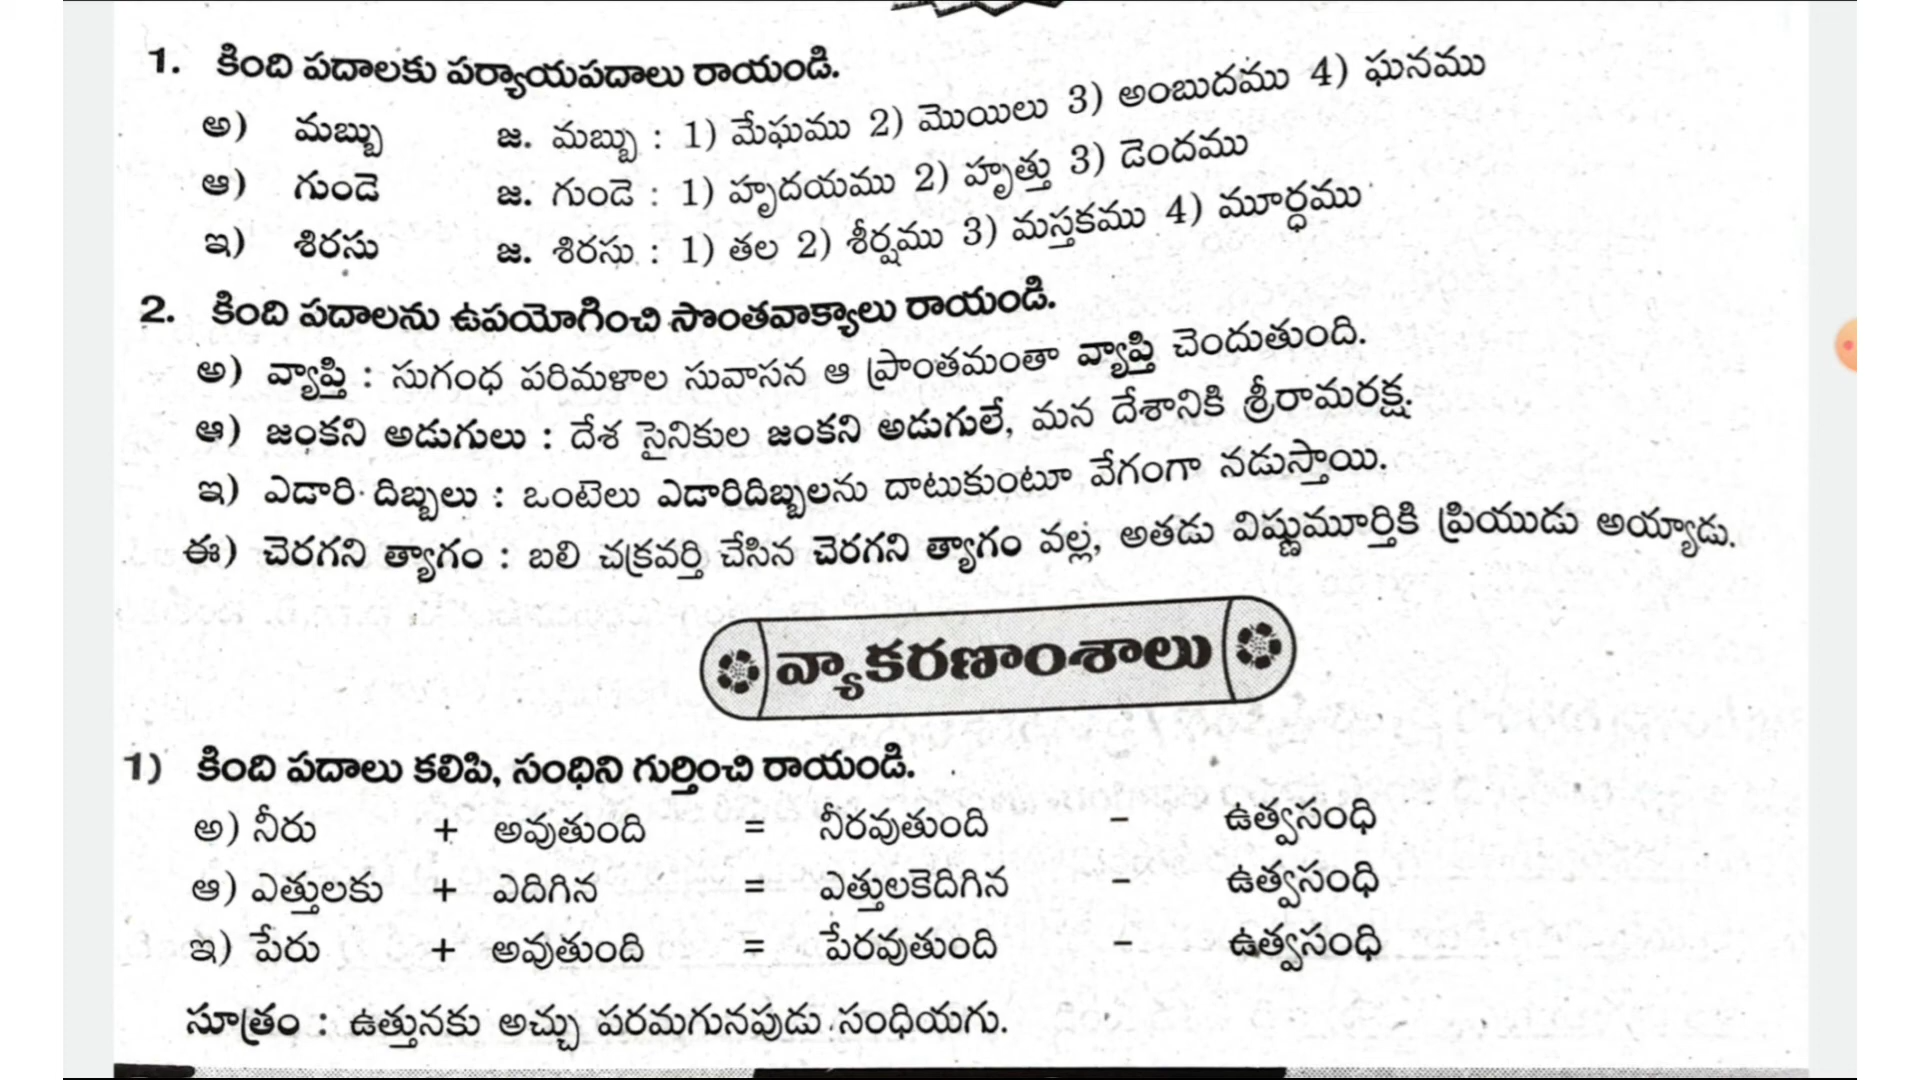 1. కింది పదాలకు పర్యాయపదాలు రాయండి.
అ) మబ్బు జ. మబ్బు : 1) మేఘము 2) మొయిలు 3) అంబుదము 4) ఘనము
ఆ) గుండె జ. గుండె : 1) హృదయము 2) హృత్తు 3) డెందము
ఇ) శిరసు జ. శిరసు : 1) తల 2) శీర్షము 3) మస్తకము 4) మూర్ధము
2. కింది పదాలను ఉపయోగించి సొంతవాక్యాలు రాయండి.
అ) వ్యాప్తి : సుగంధ పరిమళాల సువాసన ఆ ప్రాంతమంతా వ్యాప్తి చెందుతుంది.
ఆ) జంకని అడుగులు : దేశ సైనికుల జంకని అడుగులే, మన దేశానికి శ్రీరామరక్ష.
ఇ) ఎడారి దిబ్బలు : ఒంటెలు ఎడారిదిబ్బలను దాటుకుంటూ వేగంగా నడుస్తాయి.
ఈ) చెరగని త్యాగం : బలి చక్రవర్తి చేసిన చెరగని త్యాగం వల్ల, అతడు విష్ణుమూర్తికి ప్రియుడు అయ్యాడు.
వ్యాకరణాంశాలు
1) కింది పదాలు కలిపి, సంధిని గుర్తించి రాయండి.
అ) నీరు + అవుతుంది = నీరవుతుంది - ఉత్వసంధి
ఆ) ఎత్తులకు + ఎదిగిన = ఎత్తులకెదిగిన - ఉత్వసంధి
ఇ) పేరు + అవుతుంది = పేరవుతుంది - ఉత్వసంధి
సూత్రం : ఉత్తునకు అచ్చు పరమగునపుడు సంధియగు.